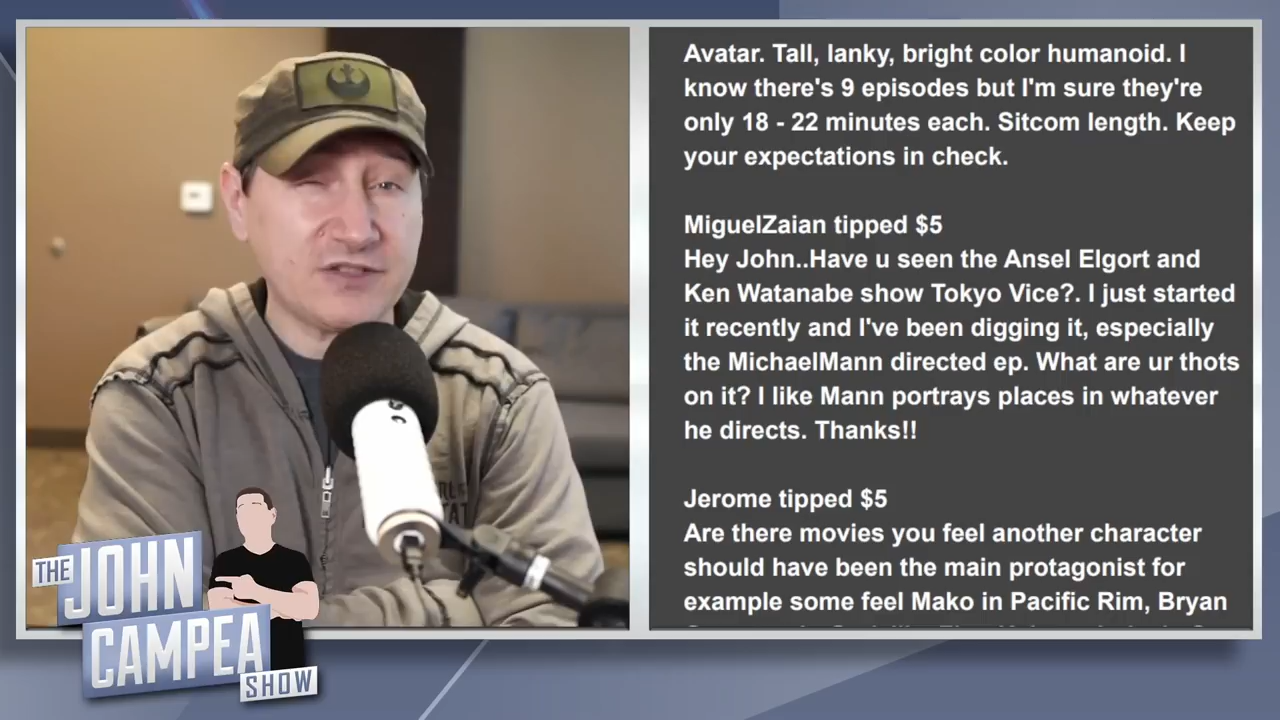 Avatar. Tall, lanky, bright color humanoid. I
know there's 9 episodes but I'm sure they're
only 18 - 22 minutes each. Sitcom length. Keep
your expectations in check.
MiguelZaian tipped $5
Hey John..Have u seen the Ansel Elgort and
Ken Watanabe show Tokyo Vice?. I just started
it recently and I've been digging it, especially
the MichaelMann directed ep. What are ur thots
on it? I like Mann portrays places in whatever
he directs. Thanks!!
Jerome tipped $5
Are there movies you feel another character
should have been the main protagonist for
example some feel Mako in Pacific Rim, Bryan
THE
JOHN
CAMPEA
SHOW